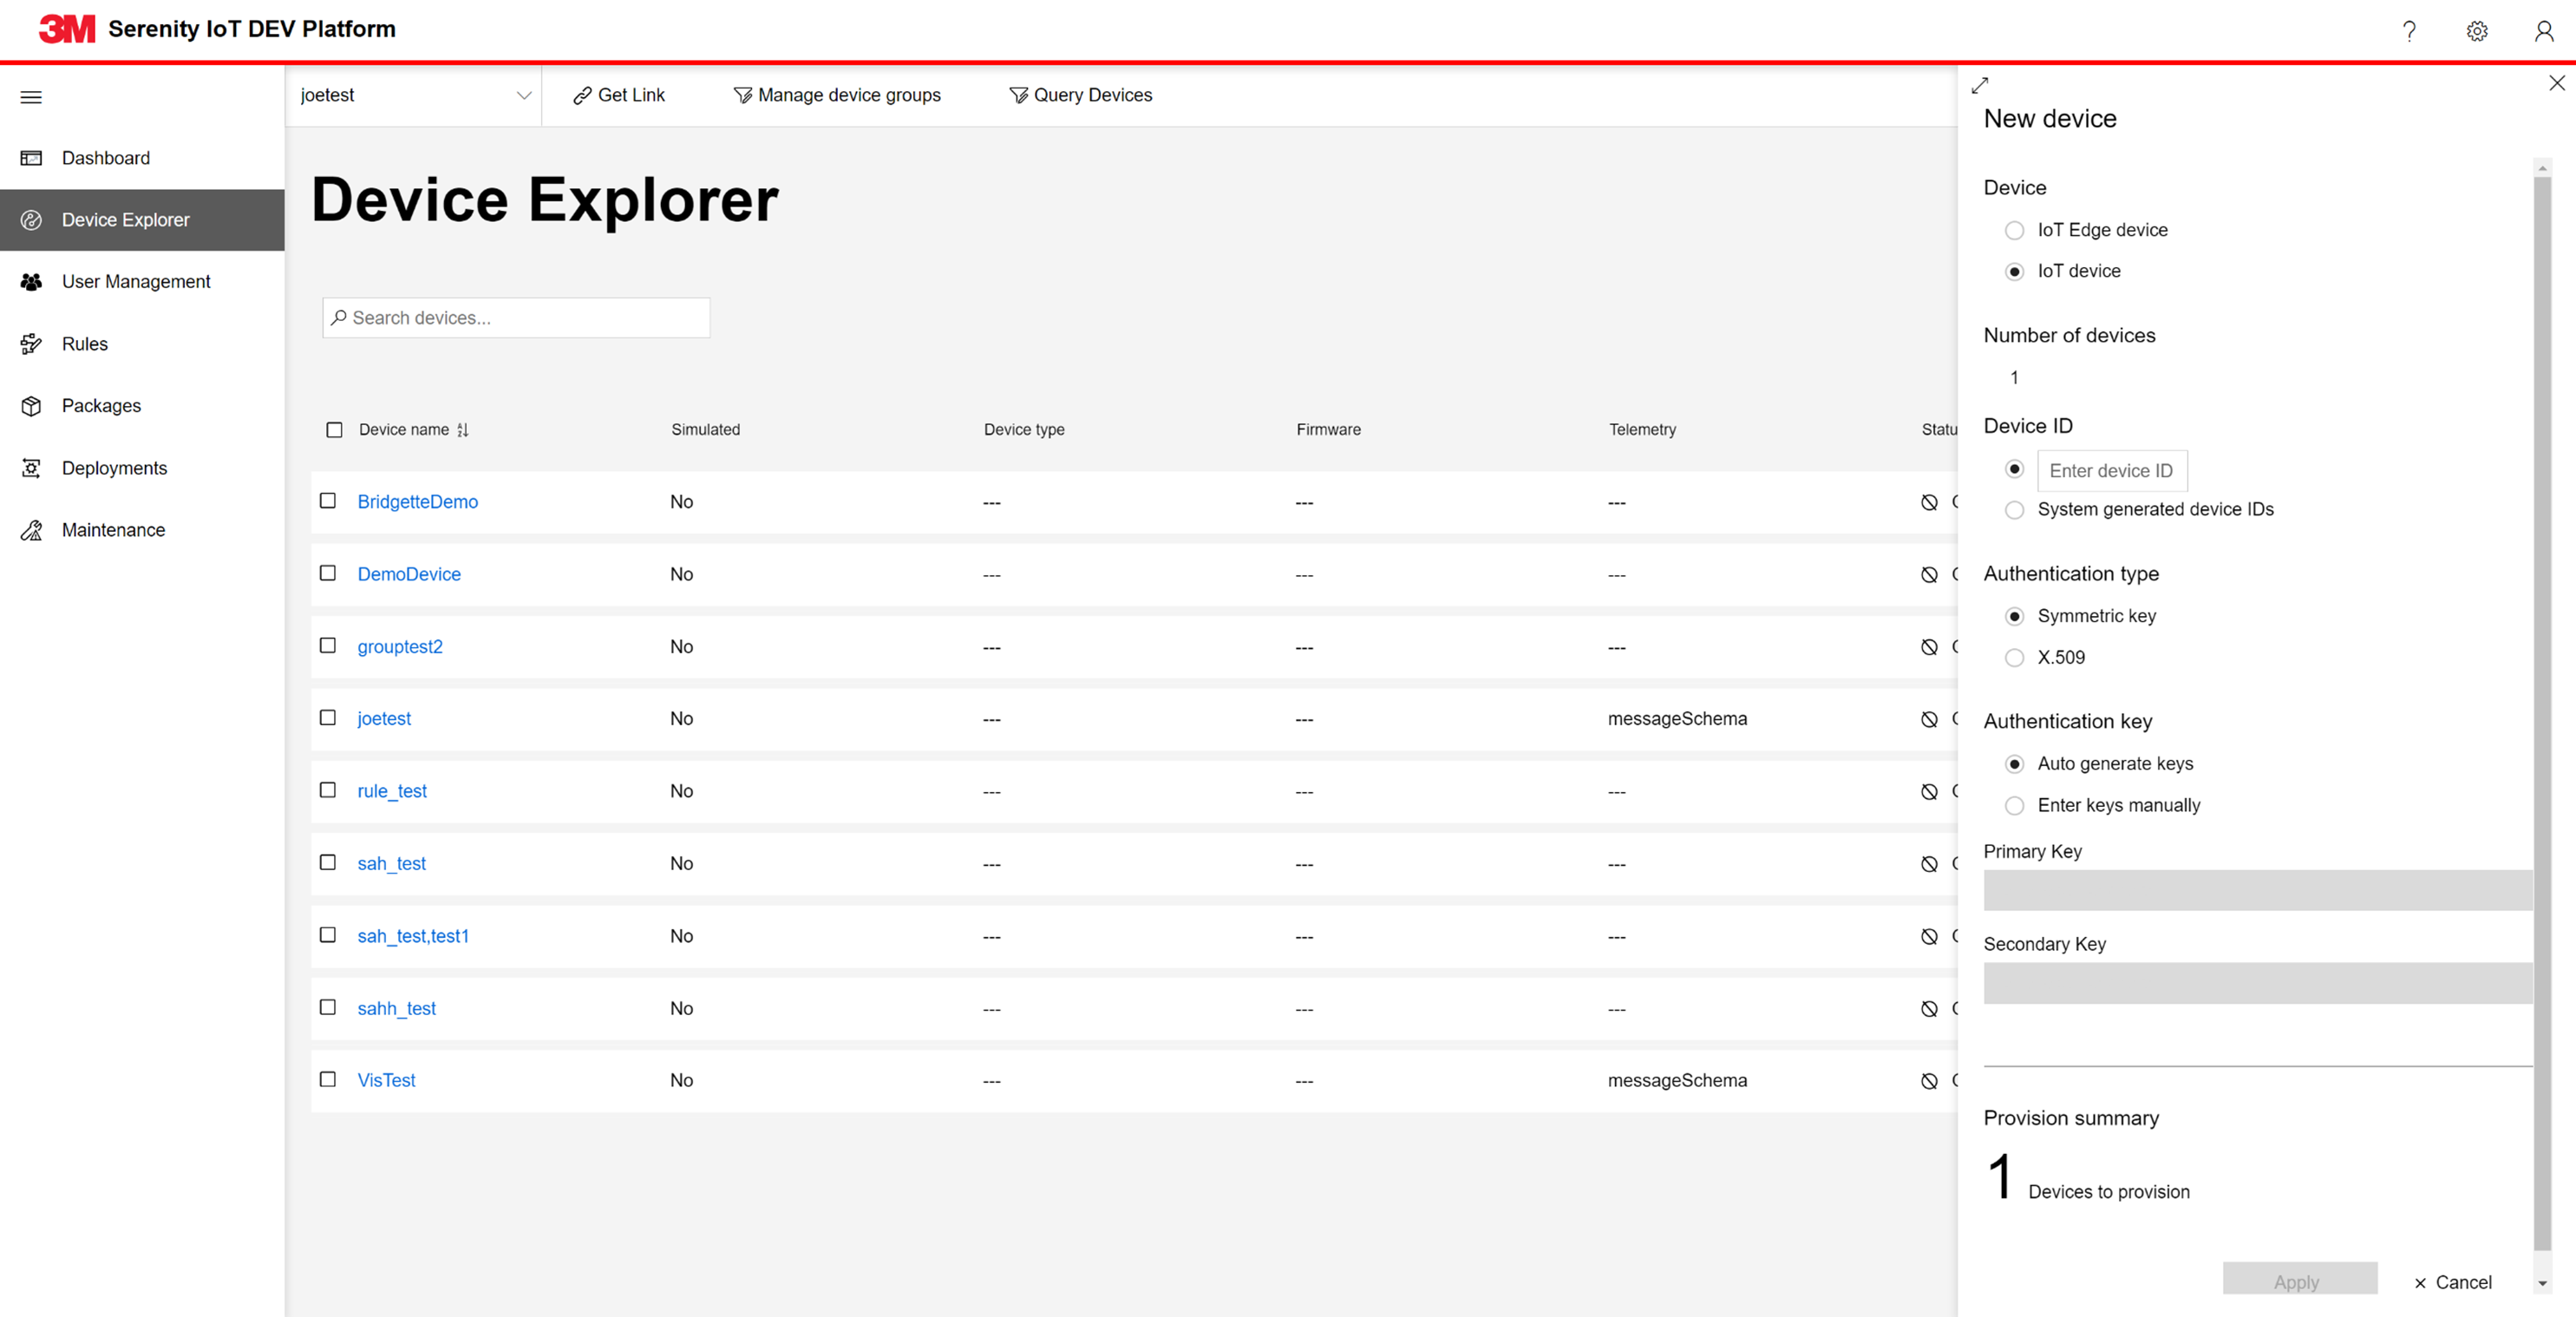 3M Serenity IoT DEV Platform
joetest
Get Link
Manage device groups
Query Devices
Dashboard
Device Explorer
User Management
Rules
Packages
Deployments
Maintenance
Device Explorer
Search devices...
Device name Simulated Device type Firmware Telemetry Statu
BridgetteDemo No --- --- ---
DemoDevice No --- --- ---
grouptest2 No --- --- ---
joetest No --- --- messageSchema
rule_test No --- --- ---
sah_test No --- --- ---
sah_test,test1 No --- --- ---
sahh_test No --- --- ---
VisTest No --- --- messageSchema
New device
Device
IoT Edge device
IoT device
Number of devices
1
Device ID
Enter device ID
System generated device IDs
Authentication type
Symmetric key
X.509
Authentication key
Auto generate keys
Enter keys manually
Primary Key
Secondary Key
Provision summary
1 Devices to provision
Apply
Cancel